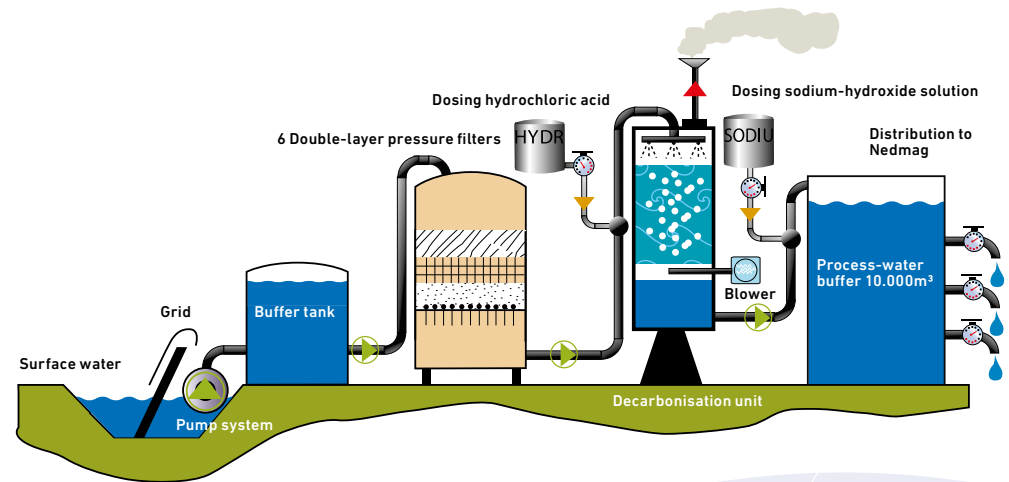 Dosing sodium-hydroxide solution
Dosing hydrochloric acid
HYDR
SODIU
Distribution to
Nedmag
6 Double-layer pressure filters
Process-water
buffer 10.000m³
Blower
Buffer tank
Grid
Surface water
Decarbonisation unit
Pump system